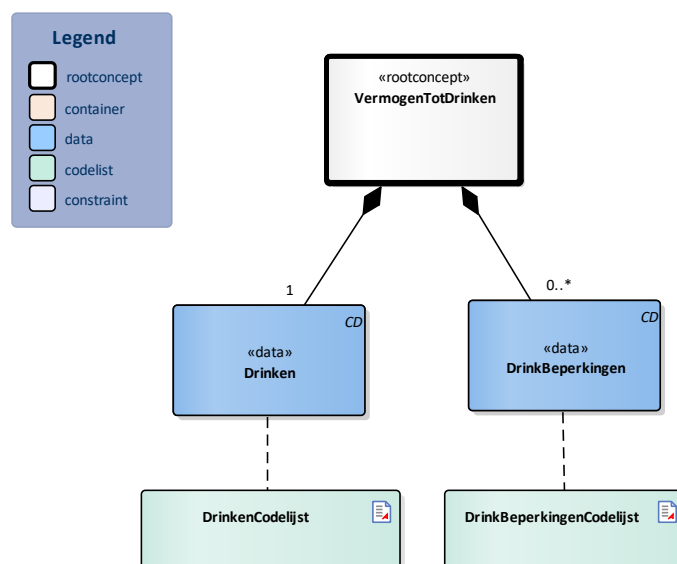 Legend
rootconcept
container
data
codelist
constraint
«rootconcept»
VermogenTotDrinken
1
0..*
CD
«data»
Drinken
CD
«data»
DrinkBeperkingen
DrinkenCodelijst
DrinkBeperkingenCodelijst